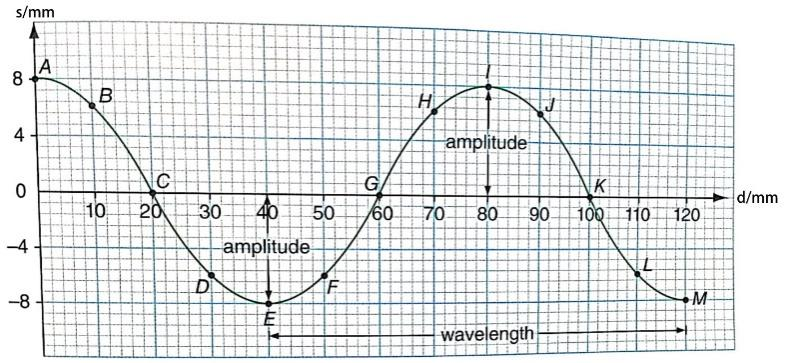 s/mm
8
A
B
I
H
J
4
amplitude
0
C
G
K
d/mm
10
20
30
40
50
60
70
80
90
100
110
120
−4
amplitude
D
F
L
−8
E
M
wavelength